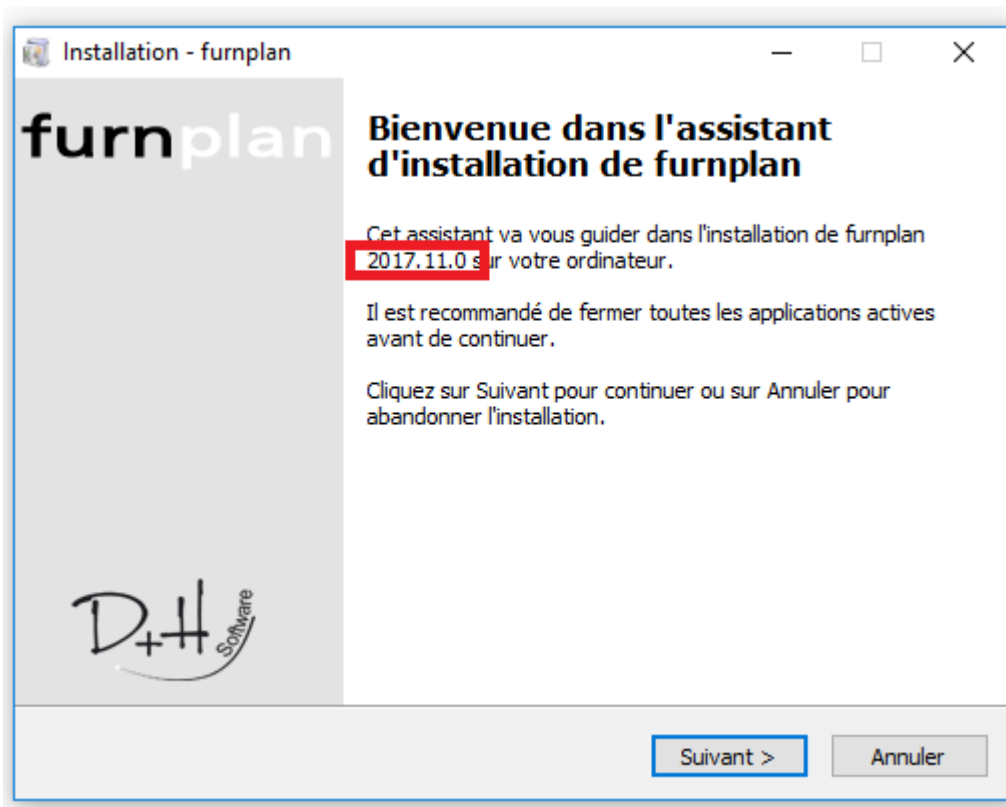 Installation - furnplan
furnplan
Bienvenue dans l'assistant
d'installation de furnplan
Cet assistant va vous guider dans l'installation de furnplan
2017.11.0 sur votre ordinateur.
Il est recommandé de fermer toutes les applications actives
avant de continuer.
Cliquez sur Suivant pour continuer ou sur Annuler pour
abandonner l'installation.
D+H Software
Suivant >
Annuler